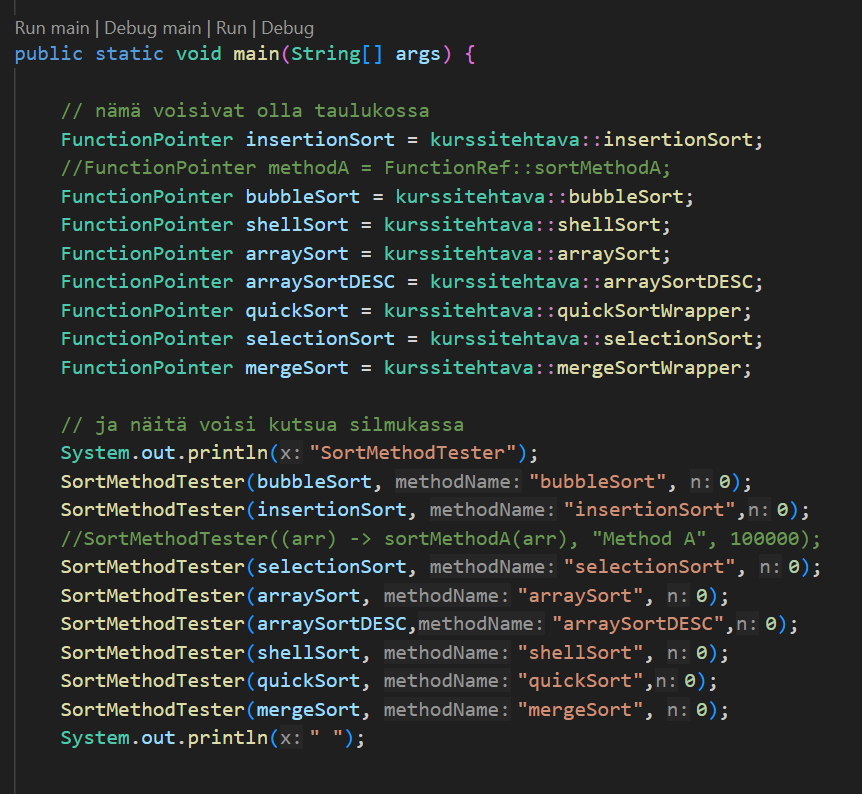 Run main | Debug main | Run | Debug
public static void main(String[] args) {
// nämä voisivat olla taulukossa
FunctionPointer insertionSort = kurssitehtava::insertionSort;
//FunctionPointer methodA = FunctionRef::sortMethodA;
FunctionPointer bubbleSort = kurssitehtava::bubbleSort;
FunctionPointer shellSort = kurssitehtava::shellSort;
FunctionPointer arraySort = kurssitehtava::arraySort;
FunctionPointer arraySortDESC = kurssitehtava::arraySortDESC;
FunctionPointer quickSort = kurssitehtava::quickSortWrapper;
FunctionPointer selectionSort = kurssitehtava::selectionSort;
FunctionPointer mergeSort = kurssitehtava::mergeSortWrapper;
// ja näitä voisi kutsua silmukassa
System.out.println(x: "SortMethodTester");
SortMethodTester(bubbleSort, methodName: "bubbleSort", n: 0);
SortMethodTester(insertionSort, methodName: "insertionSort",n: 0);
//SortMethodTester((arr) -> sortMethodA(arr), "Method A", 100000);
SortMethodTester(selectionSort, methodName: "selectionSort", n: 0);
SortMethodTester(arraySort, methodName: "arraySort", n: 0);
SortMethodTester(arraySortDESC,methodName: "arraySortDESC",n: 0);
SortMethodTester(shellSort, methodName: "shellSort", n: 0);
SortMethodTester(quickSort, methodName: "quickSort",n: 0);
SortMethodTester(mergeSort, methodName: "mergeSort", n: 0);
System.out.println(x: " ");